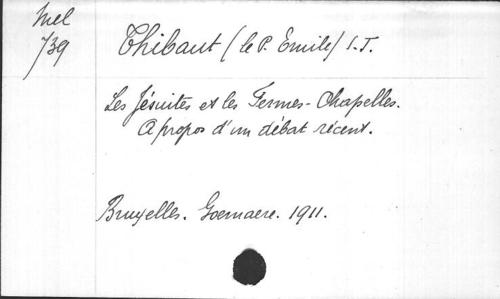 Mel
739
Thibaut (le P. Emile) S.J.
Les Jésuites et les Fermes-Chapelles.
A propos d'un débat récent.
Bruxelles. Goemaere. 1911.